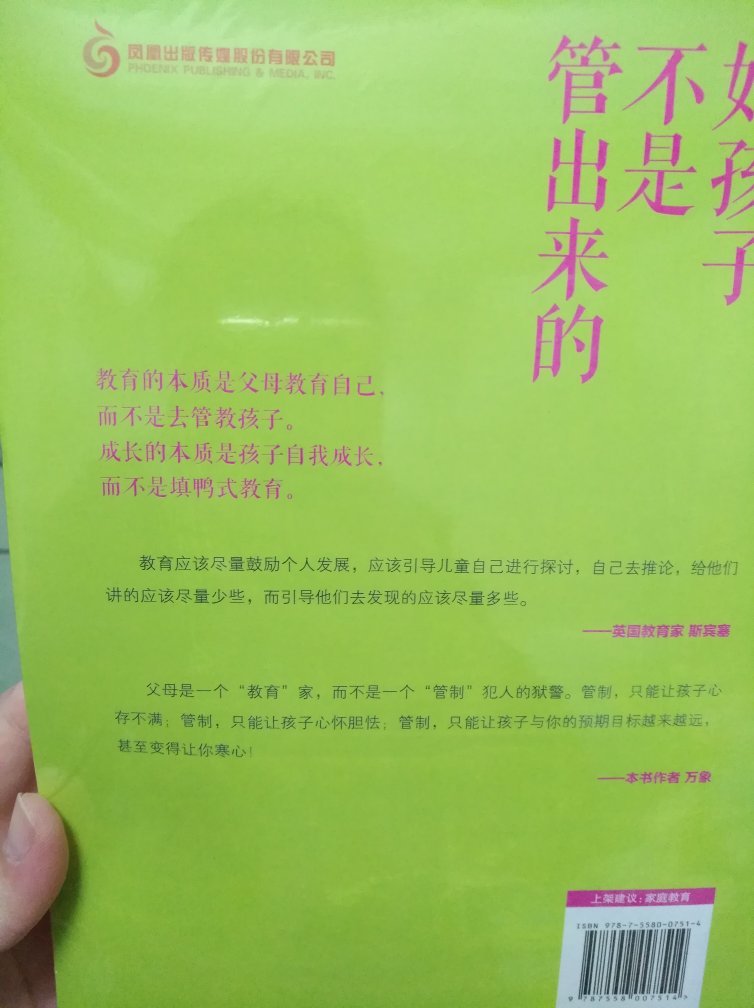 凤凰出版传媒股份有限公司
PHOENIX PUBLISHING & MEDIA, INC.
好孩子
不是
管出来的
教育的本质是父母教育自己,
而不是去管教孩子。
成长的本质是孩子自我成长,
而不是填鸭式教育。
教育应该尽量鼓励个人发展，应该引导儿童自己进行探讨，自己去推论，给他们
讲的应该尽量少些，而引导他们去发现的应该尽量多些。
——英国教育家 斯宾塞
父母是一个“教育”家，而不是一个“管制”犯人的狱警。管制，只能让孩子心
存不满；管制，只能让孩子心怀胆怯；管制，只能让孩子与你的预期目标越来越远，
甚至变得让你寒心！
——本书作者 万象
上架建议：家庭教育
ISBN 978-7-5580-0751-4
9 787558 007514 >